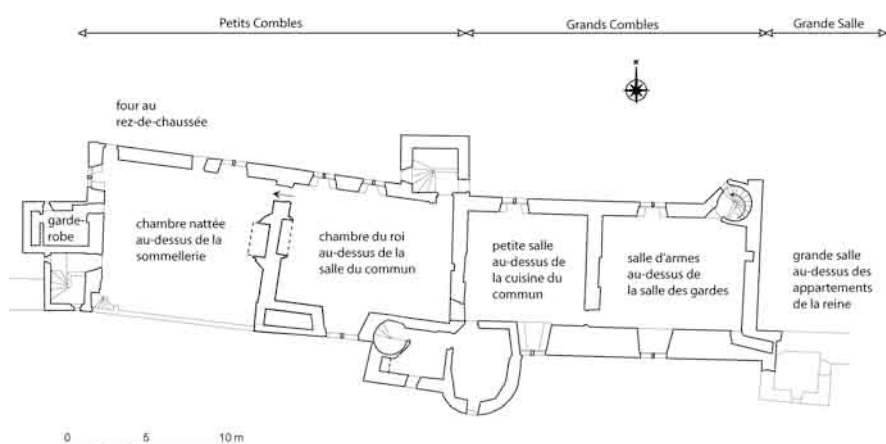 Petits Combles
Grands Combles
Grande Salle
N
four au
rez-de-chaussée
garde-
robe
chambre nattée
au-dessus de la
sommellerie
chambre du roi
au-dessus de la
salle du commun
petite salle
au-dessus de
la cuisine du
commun
salle d'armes
au-dessus de
la salle des gardes
grande salle
au-dessus des
appartements
de la reine
0 5 10 m